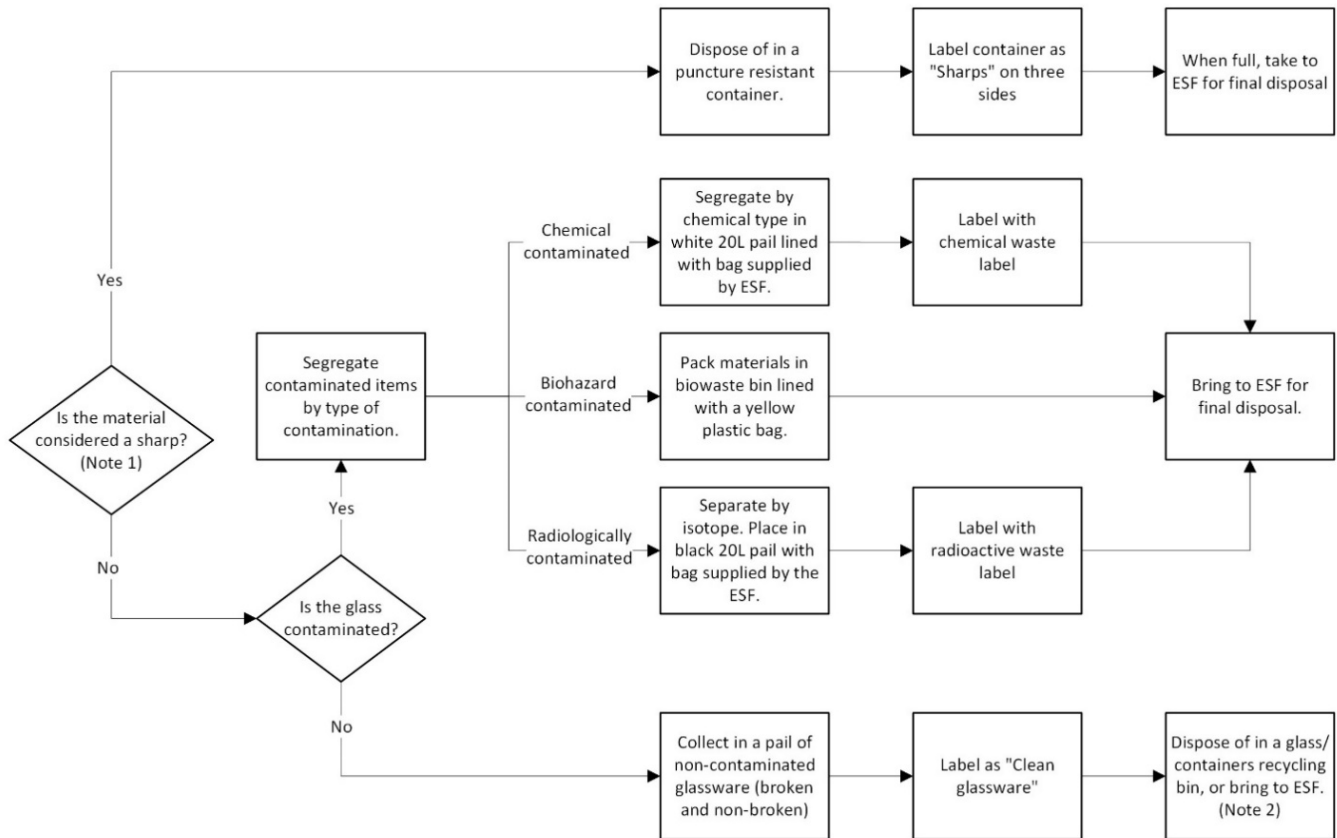 Dispose of in a
puncture resistant
container.
Label container as
"Sharps" on three
sides
When full, take to
ESF for final disposal
Yes
Chemical
contaminated
Segregate by
chemical type in
white 20L pail lined
with bag supplied
by ESF.
Label with
chemical waste
label
Is the material
considered a sharp?
(Note 1)
Segregate
contaminated items
by type of
contamination.
Biohazard
contaminated
Pack materials in
biowaste bin lined
with a yellow
plastic bag.
Bring to ESF for
final disposal.
No
Yes
Radiologically
contaminated
Separate by
isotope. Place in
black 20L pail with
bag supplied by the
ESF.
Label with
radioactive waste
label
Is the glass
contaminated?
No
Collect in a pail of
non-contaminated
glassware (broken
and non-broken)
Label as "Clean
glassware"
Dispose of in a glass/
containers recycling
bin, or bring to ESF.
(Note 2)